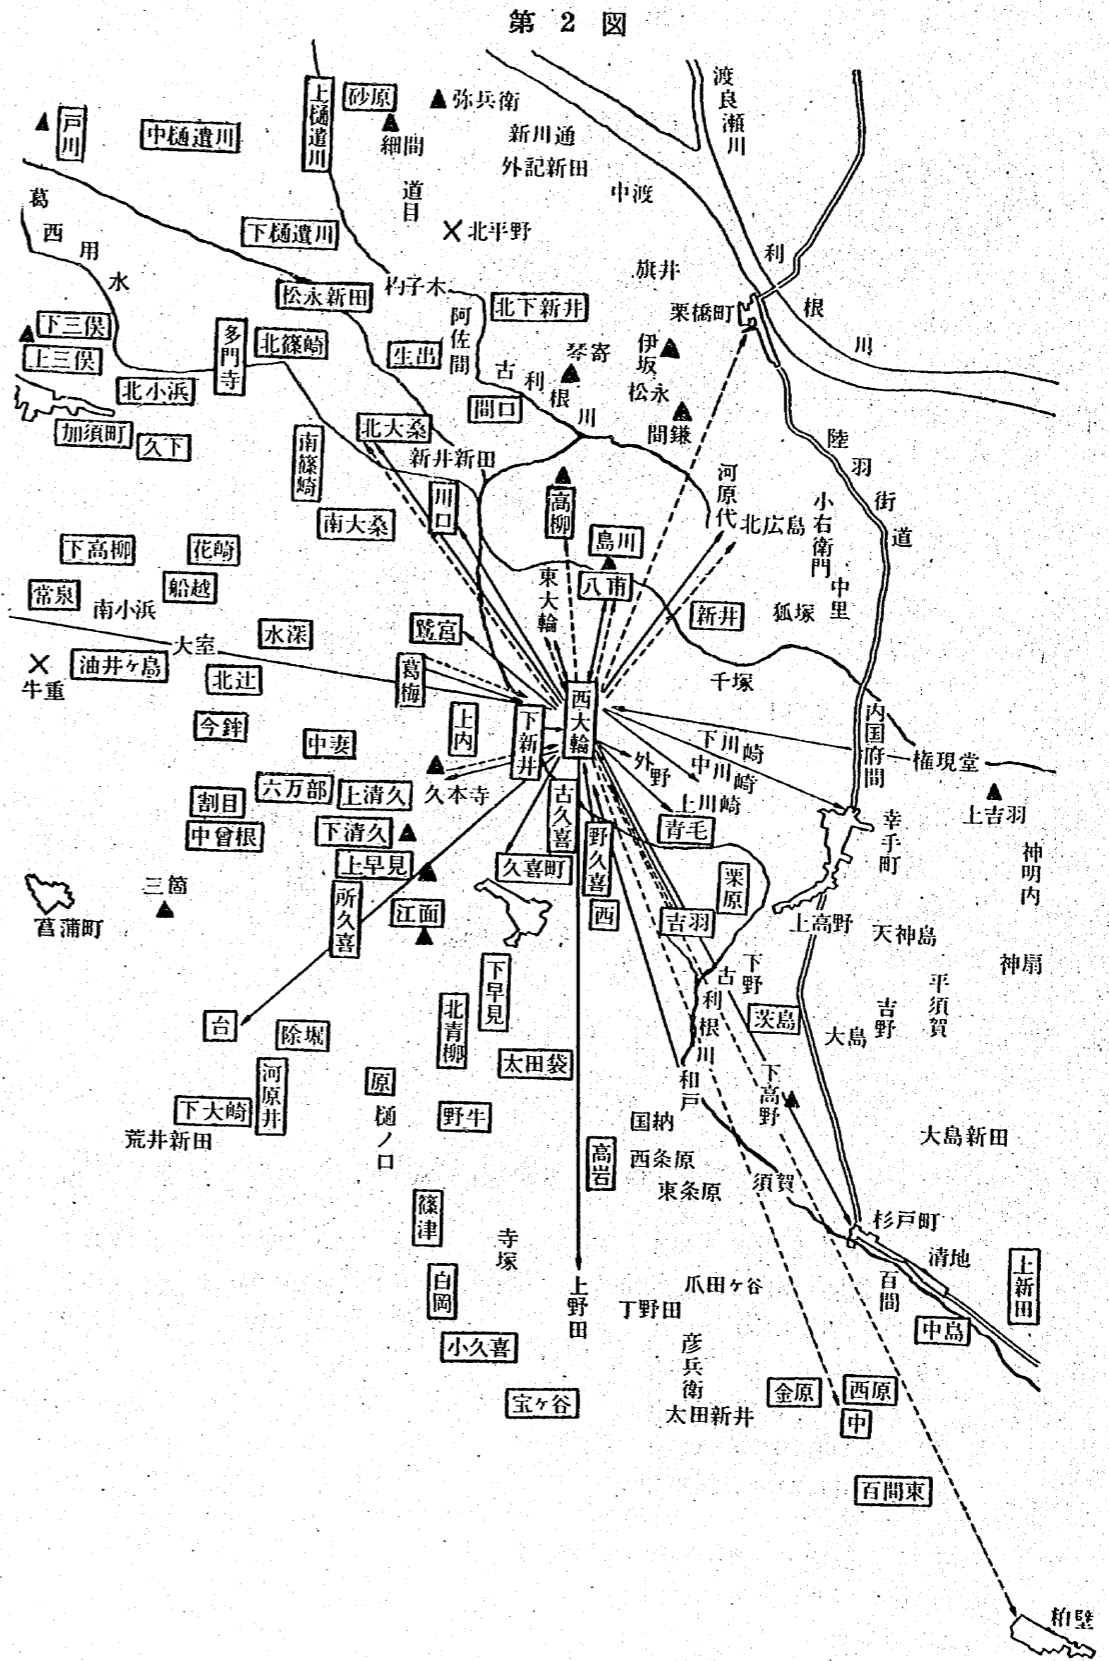 第２図
渡良瀬川
上樋遣川
砂原
弥兵衛
戸川
中樋遣川
細間
新川通
外記新田
道目
中渡
葛西用水
下樋遣川
北平野
利根川
旗井
松永新田
杓子木
阿佐間
北下新井
栗橋町
下三俣
上三俣
多門寺
北篠崎
生出
琴寄
伊坂
北小浜
古利根川
松永
間口
間鎌
加須町
久下
北大桑
南篠崎
新井新田
陸羽街道
河原代
川口
高柳
小右衛門
北広島
南大桑
島川
下高柳
花崎
八甫
東大輪
中里
常泉
船越
南小浜
新井
狐塚
鷲宮
水深
大室
牛重
油井ヶ島
北辻
葛梅
千塚
西大輪
下新井
上内
内国府間
今鉾
中妻
下川崎
中川崎
上川崎
外野
権現堂
久本寺
六万部
上清久
割目
古久喜
上吉羽
幸手町
中曾根
下清久
青毛
野久喜
神明内
上早見
久喜町
三箇
栗原
所久喜
江面
西
吉羽
上高野
菖蒲町
天神島
神扇
下早見
下野
古利根川
平須賀
吉野
台
除堀
北青柳
茨島
大島
太田袋
河原井
原
和戸
下高野
下大崎
野牛
国納
荒井新田
樋ノ口
大島新田
高岩
西条原
東条原
須賀
篠津
杉戸町
寺塚
清地
白岡
上野田
爪田ヶ谷
百間
上新田
丁野田
中島
小久喜
彦兵衛
宝ヶ谷
金原
西原
太田新井
中
百間東
粕壁